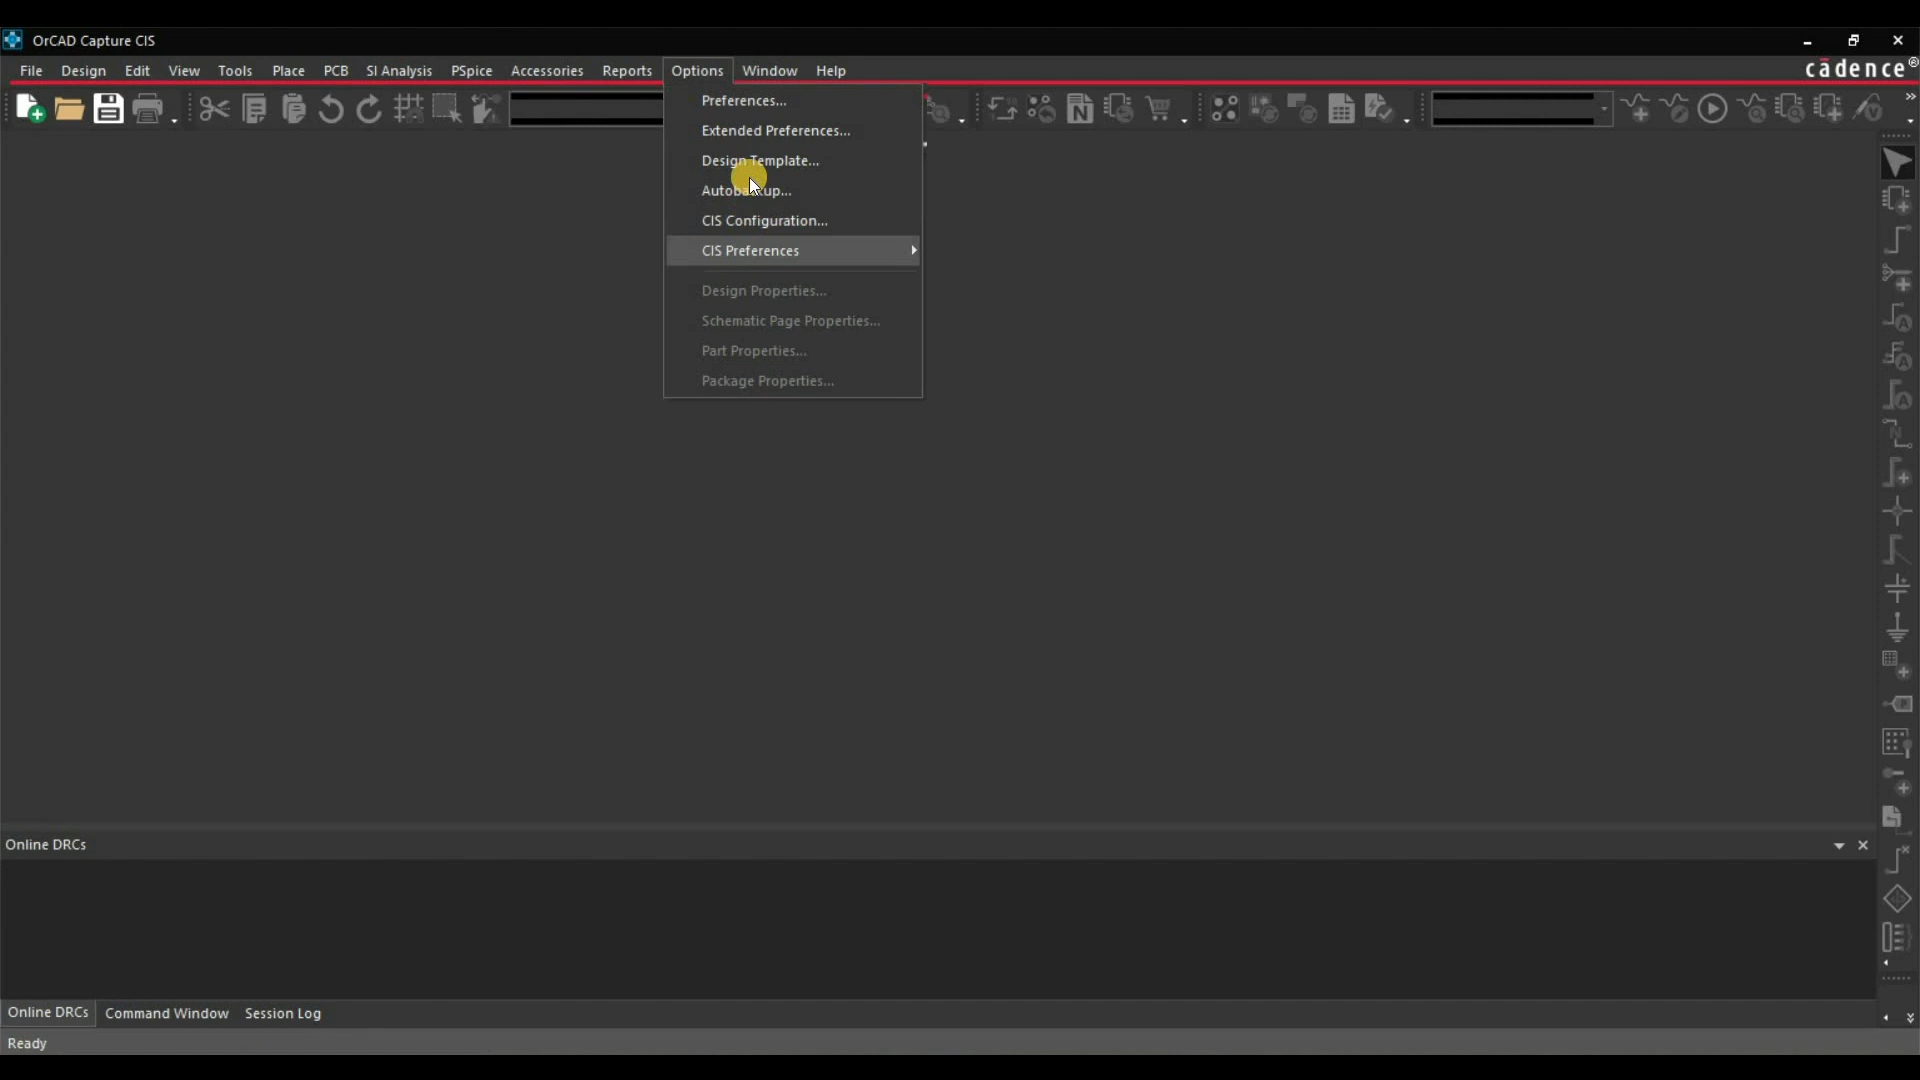 OrCAD Capture CIS
File Design Edit View Tools Place PCB SI Analysis PSpice Accessories Reports Options Window Help
cādence®
Preferences...
Extended Preferences...
Design Template...
CIS Configuration...
CIS Preferences
Design Properties...
Schematic Page Properties...
Part Properties...
Package Properties...
Online DRCs
Online DRCs Command Window Session Log
Ready